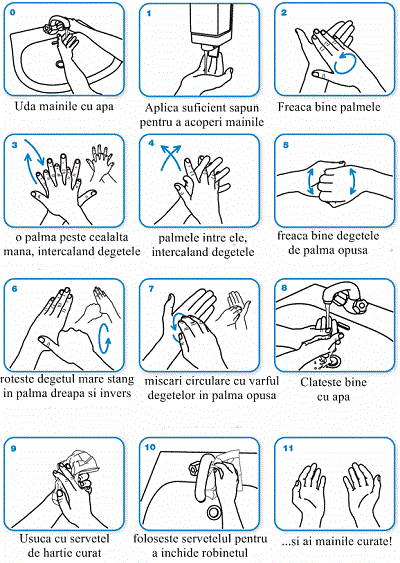 0
Uda mainile cu apa
1
Aplica suficient sapun
pentru a acoperi mainile
2
Freaca bine palmele
3
o palma peste cealalta
mana, intercaland degetele
4
palmele intre ele,
intercaland degetele
5
freaca bine degetele
de palma opusa
6
roteste degetul mare stang
in palma dreapa si invers
7
miscari circulare cu varful
degetelor in palma opusa
8
Clateste bine
cu apa
9
Usuca cu servetel
de hartie curat
10
foloseste servetelul pentru
a inchide robinetul
11
...si ai mainile curate!